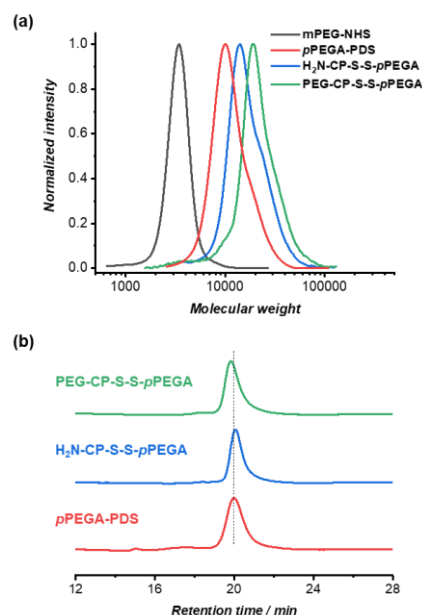 (a)
mPEG-NHS
pPEGA-PDS
H₂N-CP-S-S-pPEGA
PEG-CP-S-S-pPEGA
Normalized intensity
1.0
0.8
0.6
0.4
0.2
0.0
1000 10000 100000
Molecular weight
(b)
PEG-CP-S-S-pPEGA
H₂N-CP-S-S-pPEGA
pPEGA-PDS
12 16 20 24 28
Retention time / min